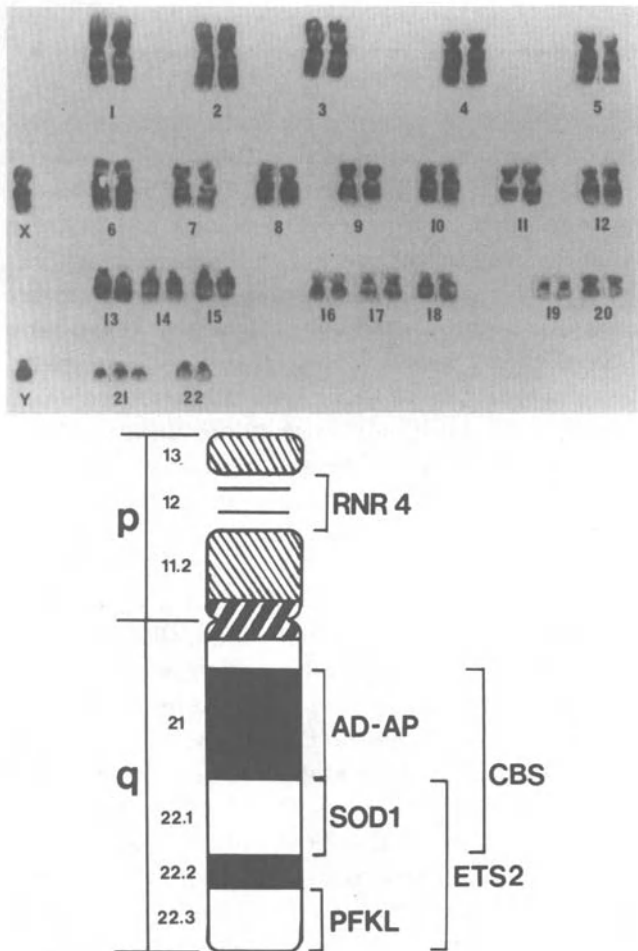 1 2 3 4 5
X 6 7 8 9 10 11 12
13 14 15 16 17 18 19 20
Y 21 22
p
13
12
11.2
RNR 4
q
21
22.1
22.2
22.3
AD-AP
SOD1
PFKL
CBS
ETS2